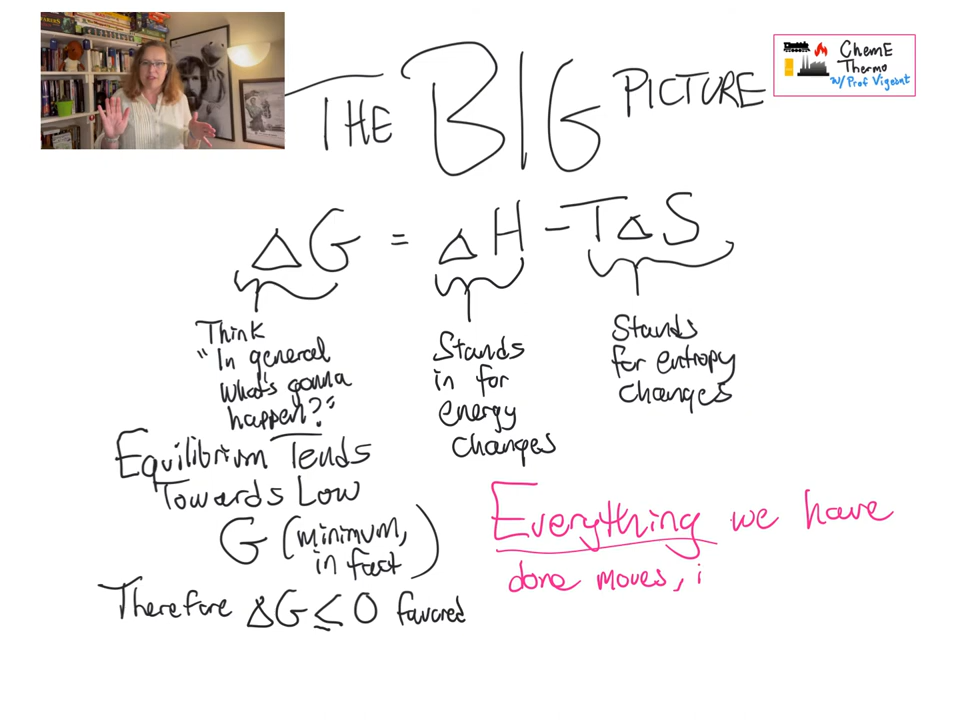 THE BIG PICTURE
ChemE
Thermo
w/ Prof Vigeant
ΔG = ΔH - TΔS
Think
"In general
What's gonna
happen?"
Stands
in for
energy
changes
Stands
for entropy
changes
Equilibrium Tends
Towards Low
G (minimum,
in fact)
Therefore ΔG ≤ 0 favored
Everything we have
done moves, i